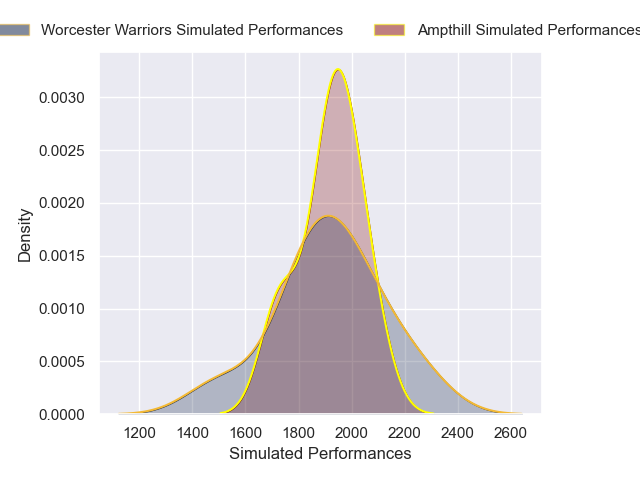 Worcester Warriors Simulated Performances
Ampthill Simulated Performances
0.0030
0.0025
0.0020
0.0015
0.0010
0.0005
0.0000
Density
1200 1400 1600 1800 2000 2200 2400 2600
Simulated Performances